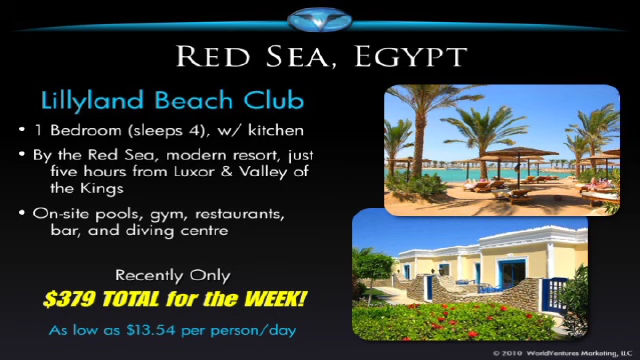 RED SEA, EGYPT
Lillyland Beach Club
• 1 Bedroom (sleeps 4), w/ kitchen
• By the Red Sea, modern resort, just
five hours from Luxor & Valley of
the Kings
• On-site pools, gym, restaurants,
bar, and diving centre
Recently Only
$379 TOTAL for the WEEK!
As low as $13.54 per person/day
© 2010 WorldVentures Marketing, LLC